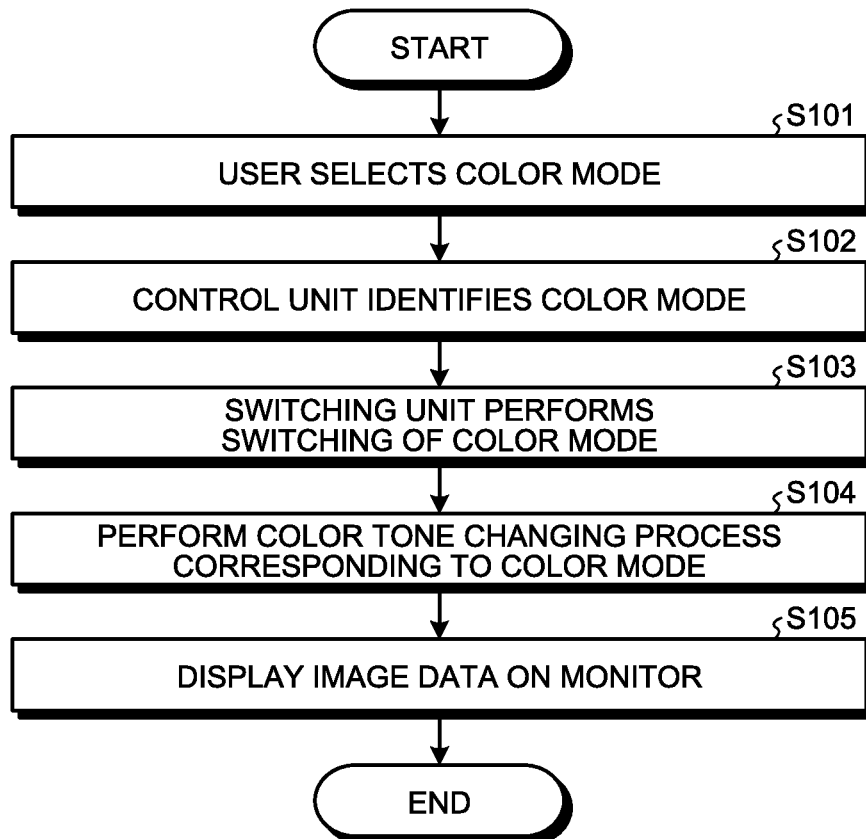 START
S101
USER SELECTS COLOR MODE
S102
CONTROL UNIT IDENTIFIES COLOR MODE
S103
SWITCHING UNIT PERFORMS
SWITCHING OF COLOR MODE
S104
PERFORM COLOR TONE CHANGING PROCESS
CORRESPONDING TO COLOR MODE
S105
DISPLAY IMAGE DATA ON MONITOR
END